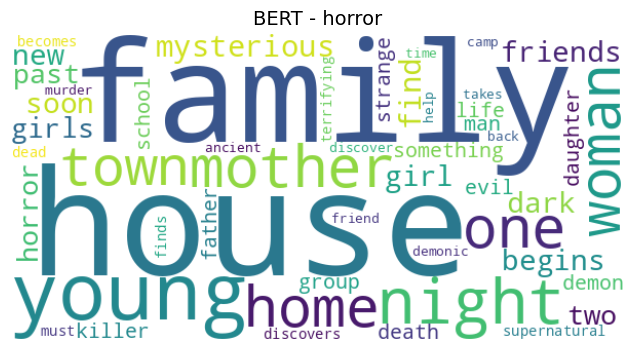 BERT - horror
becomes
new
past
murder
soon
girls
dead
mysterious
school
family
terrifying
strange
find
time
help
camp
takes
life
man
back
friends
daughter
woman
ancient
discover
something
town
mother
girl
evil
dark
horror
house
finds
father
friend
demonic
one
begins
young
home
group
night
demon
two
must
killer
discovers
death
supernatural